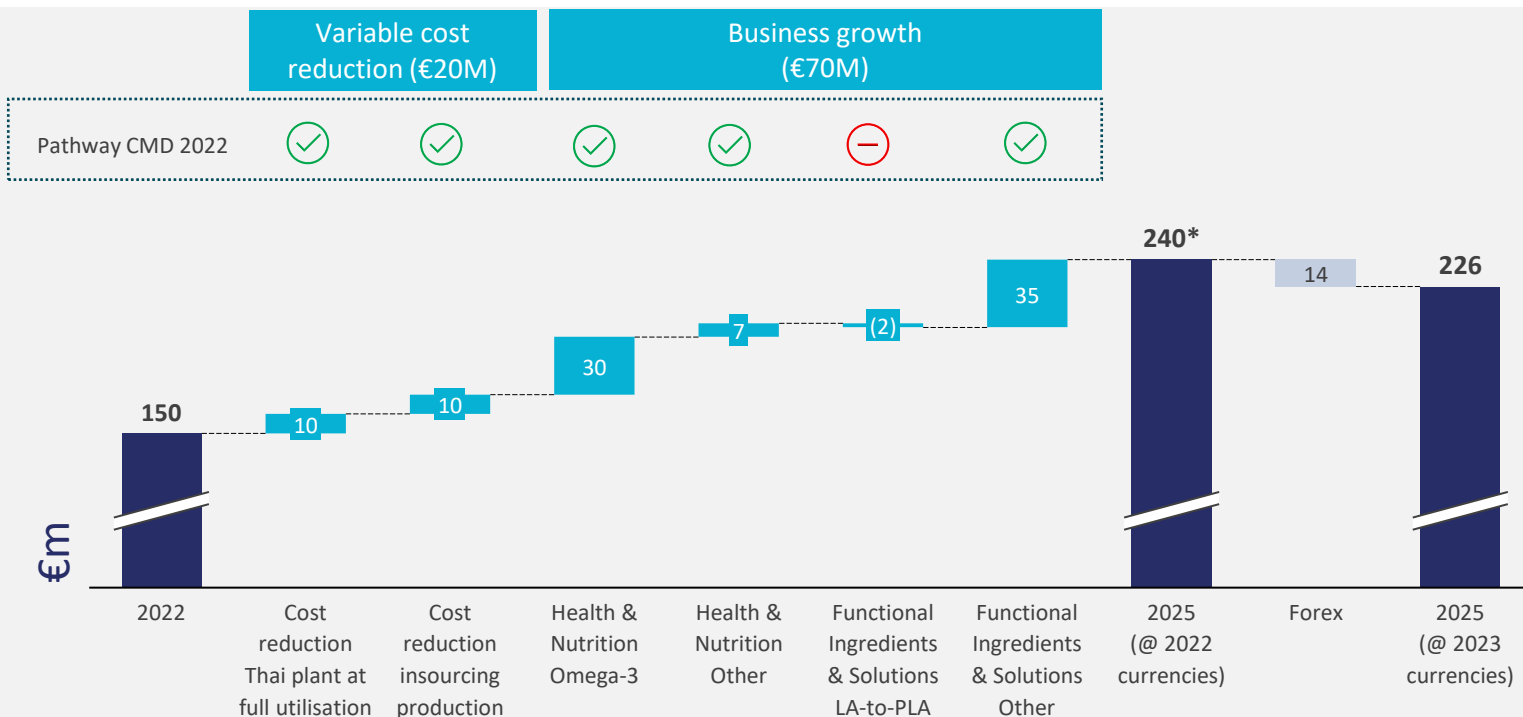 Variable cost
reduction (€20M)
Business growth
(€70M)
Pathway CMD 2022
240*
14
226
35
7
(2)
30
150
10
10
€m
2022
Cost
reduction
Thai plant at
full utilisation
Cost
reduction
insourcing
production
Health &
Nutrition
Omega-3
Health &
Nutrition
Other
Functional
Ingredients
& Solutions
LA-to-PLA
Functional
Ingredients
& Solutions
Other
2025
(@ 2022
currencies)
Forex
2025
(@ 2023
currencies)